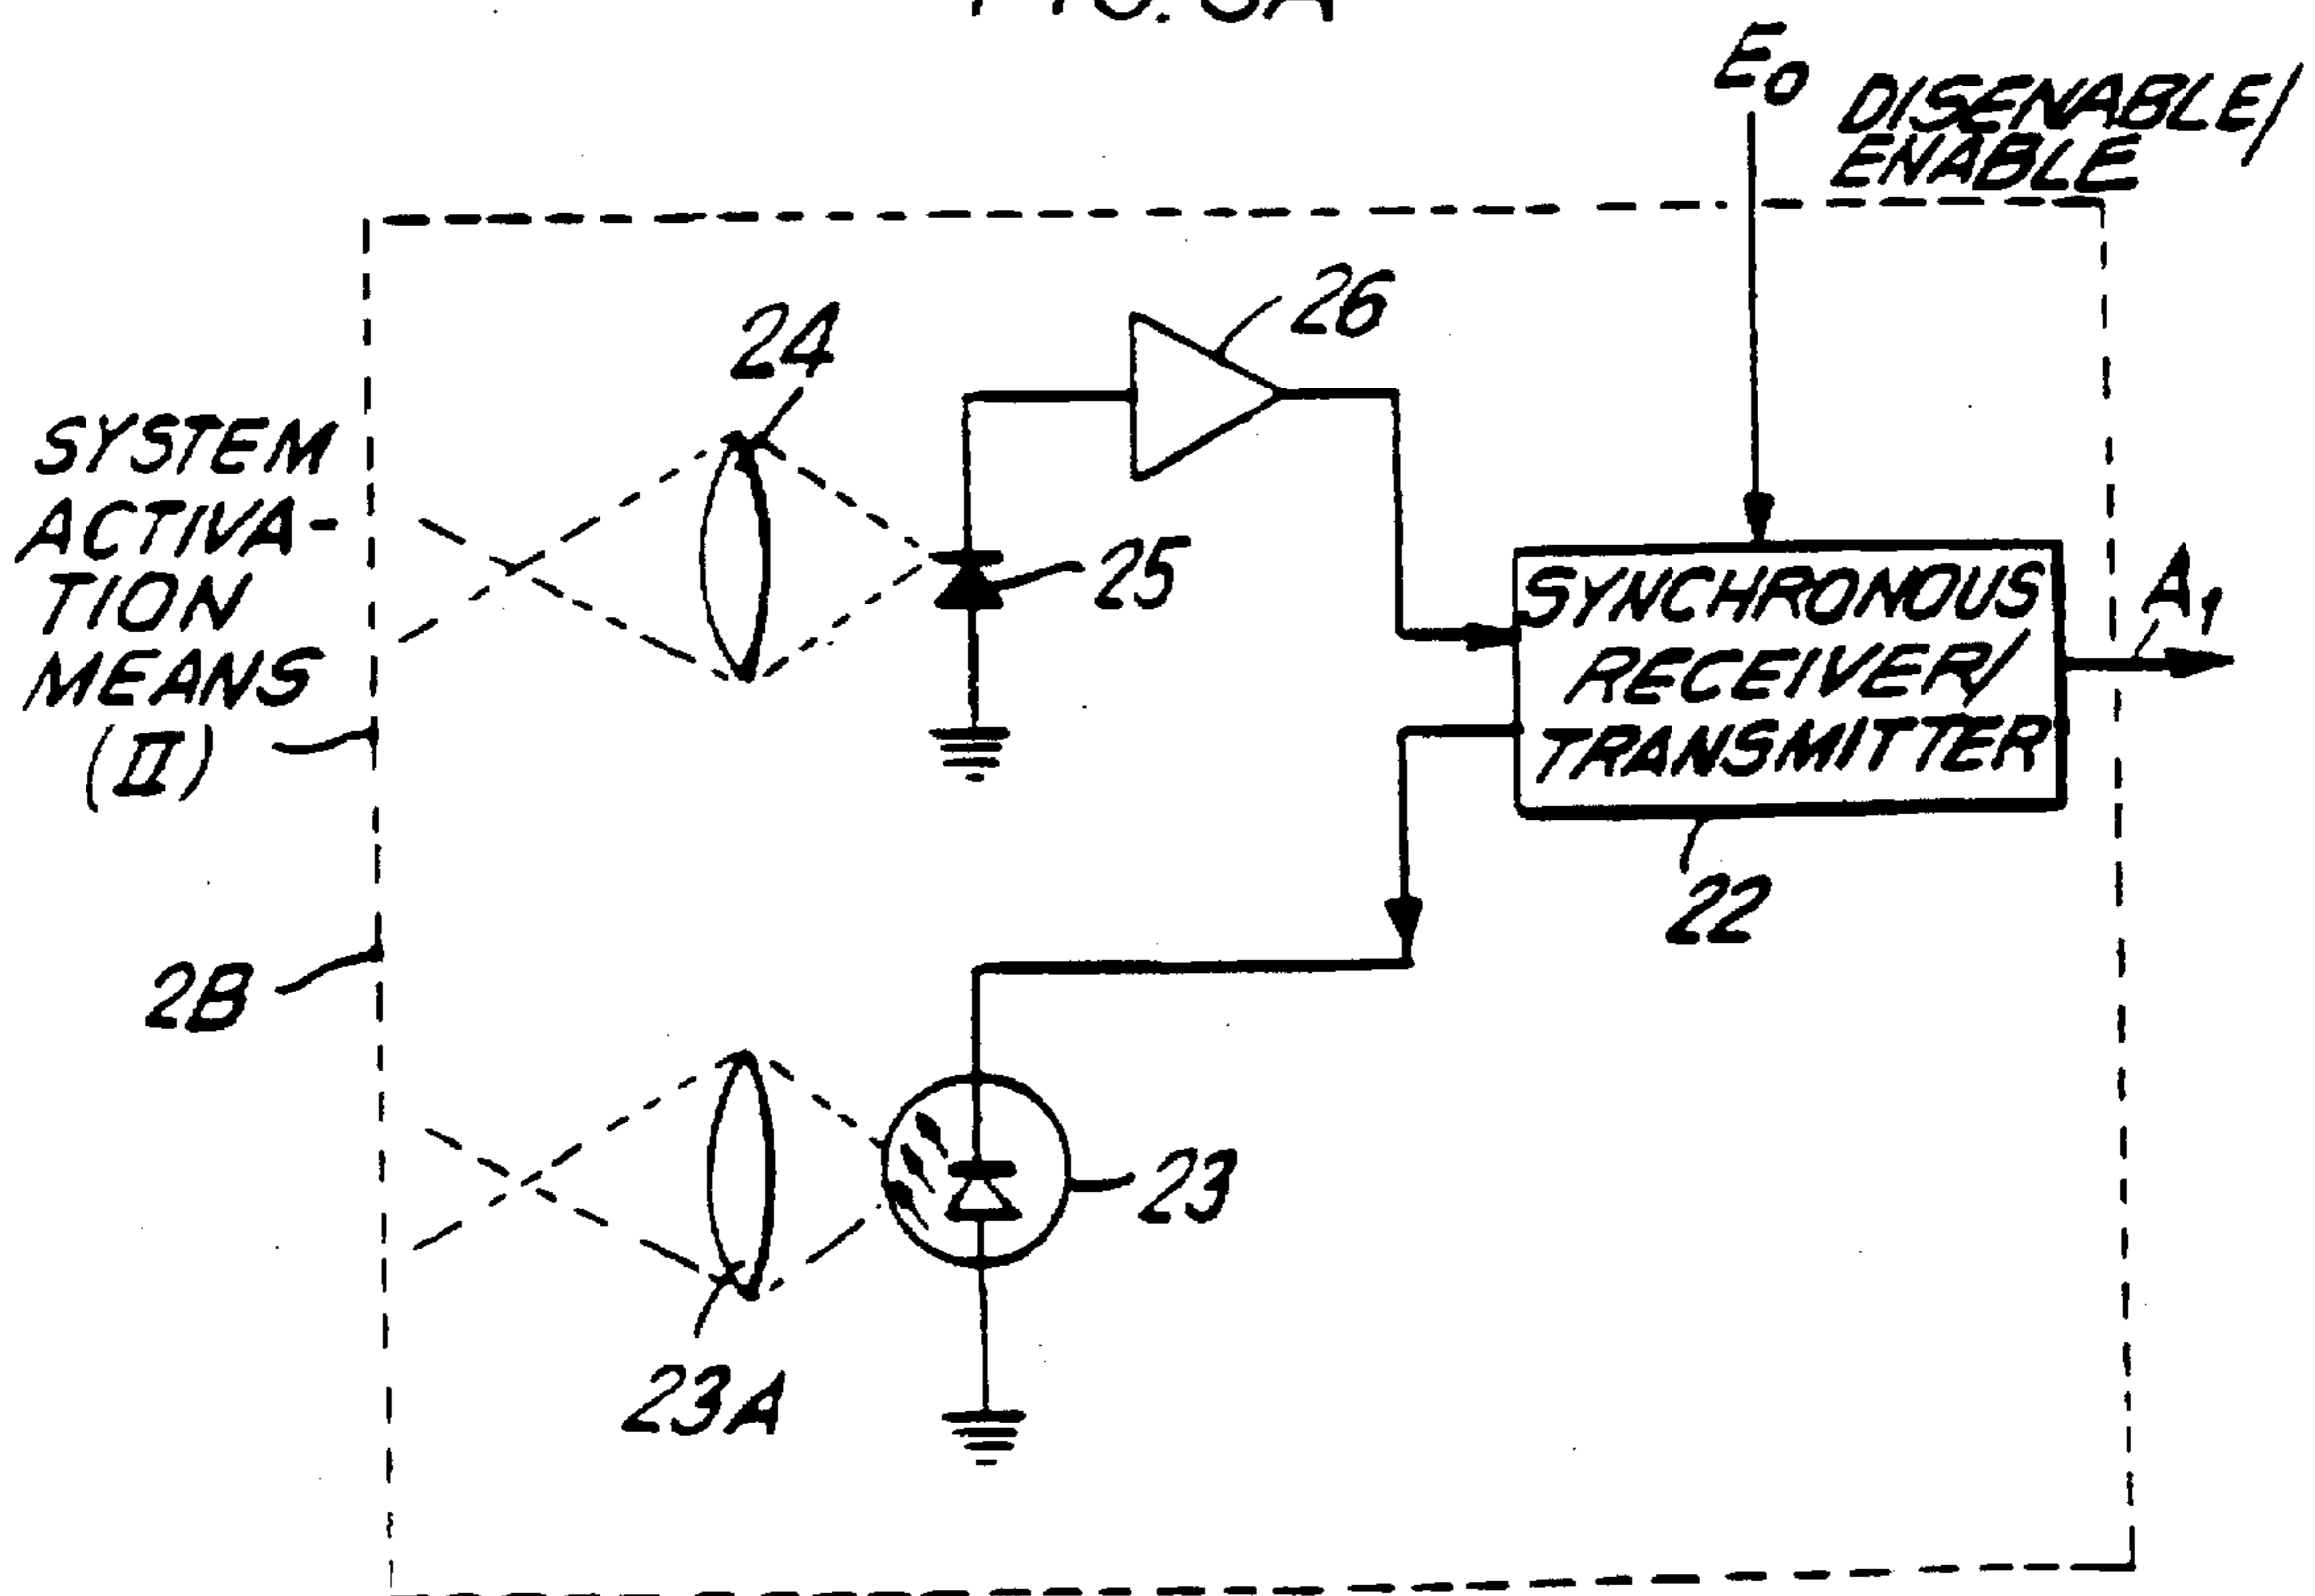 E0 DISENABLE/
ENABLE
24
26
SYSTEM
ACTIVA-
TION
MEANS
(II)
25
SYNCHRONOUS
RECEIVER/
TRANSMITTER
A1
22
2B
23
23A